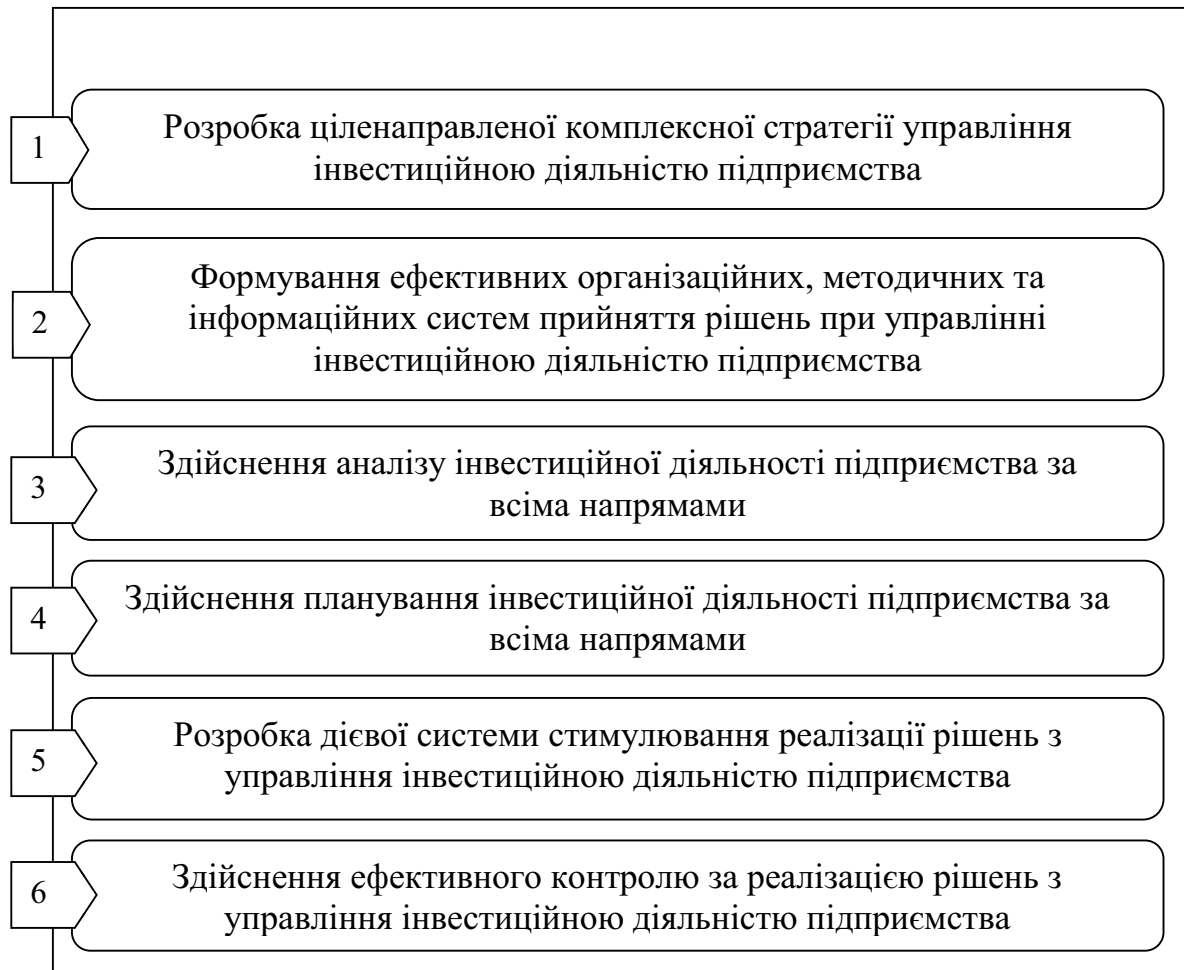 1
Розробка ціленаправленої комплексної стратегії управління
інвестиційною діяльністю підприємства
2
Формування ефективних організаційних, методичних та
інформаційних систем прийняття рішень при управлінні
інвестиційною діяльністю підприємства
3
Здійснення аналізу інвестиційної діяльності підприємства за
всіма напрямами
4
Здійснення планування інвестиційної діяльності підприємства за
всіма напрямами
5
Розробка дієвої системи стимулювання реалізації рішень з
управління інвестиційною діяльністю підприємства
6
Здійснення ефективного контролю за реалізацією рішень з
управління інвестиційною діяльністю підприємства